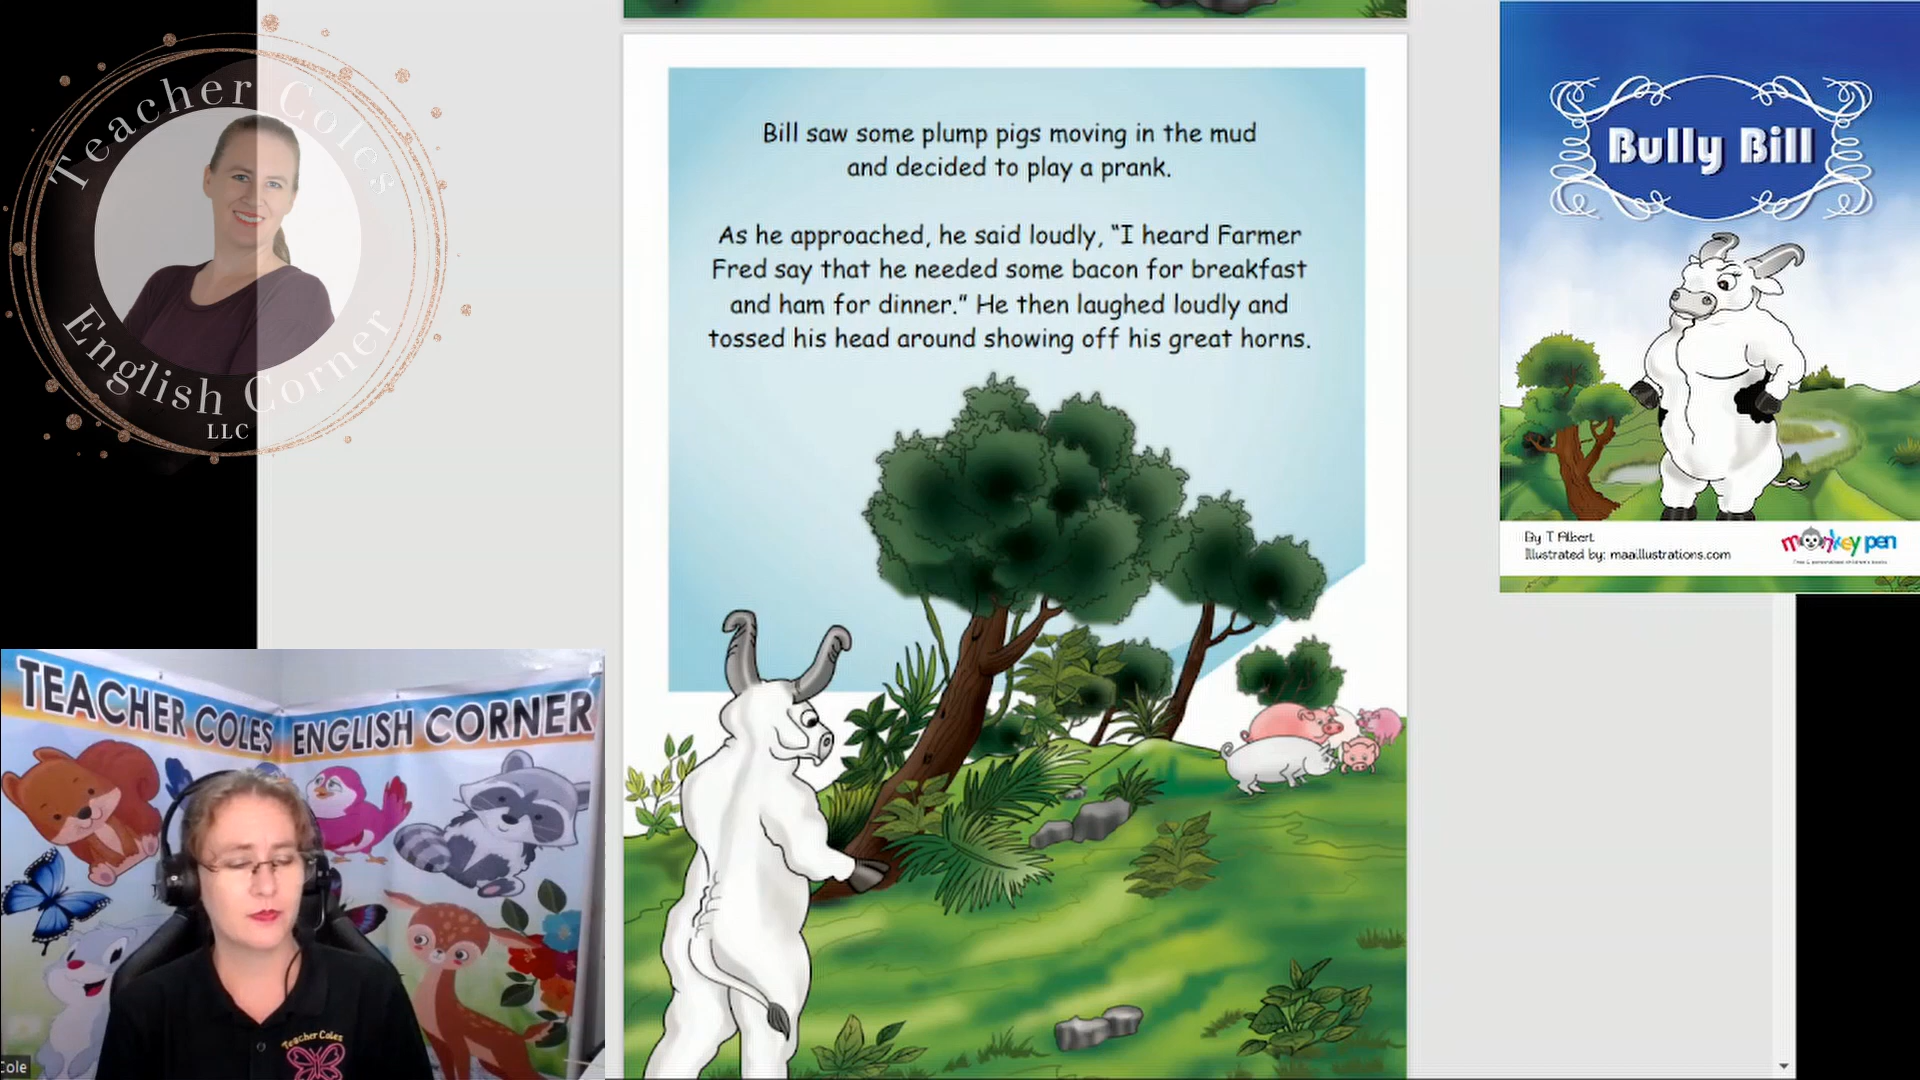 Teacher Coles
English Corner
LLC
Bill saw some plump pigs moving in the mud
and decided to play a prank.
As he approached, he said loudly, “I heard Farmer
Fred say that he needed some bacon for breakfast
and ham for dinner.” He then laughed loudly and
tossed his head around showing off his great horns.
Bully Bill
By T Albert
Illustrated by: maaillustrations.com
monkey pen
TEACHER COLES ENGLISH CORNER
Teacher Coles
Cole